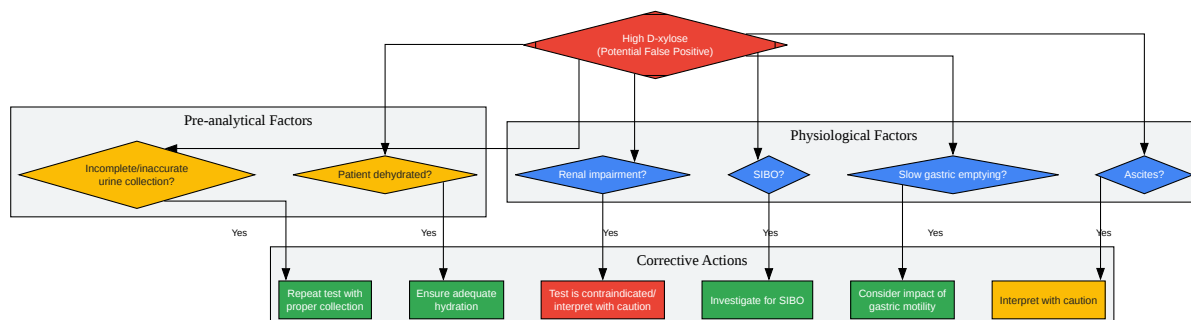 High D-xylose
(Potential False Positive)
Pre-analytical Factors
Physiological Factors
Incomplete/inaccurate
urine collection?
Patient dehydrated?
Renal impairment?
SIBO?
Slow gastric emptying?
Ascites?
Yes
Yes
Yes
Yes
Yes
Yes
Corrective Actions
Repeat test with
proper collection
Ensure adequate
hydration
Test is contraindicated/
interpret with caution
Investigate for SIBO
Consider impact of
gastric motility
Interpret with caution